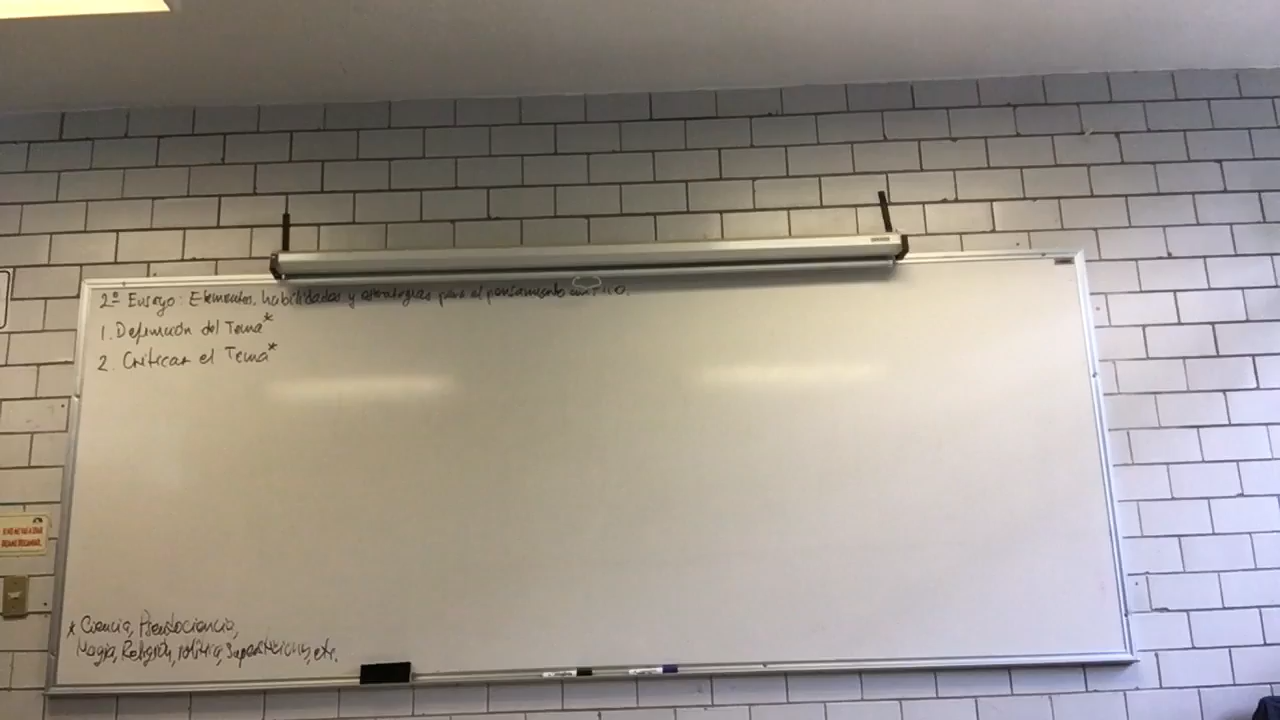 2º Ensayo: Elementos, habilidades y estrategias para el pensamiento crítico.
1. Definición del Tema*
2. Criticar el Tema*
* Ciencia, Pseudociencia,
Magia, Religión, política, Supersticiones, etc.